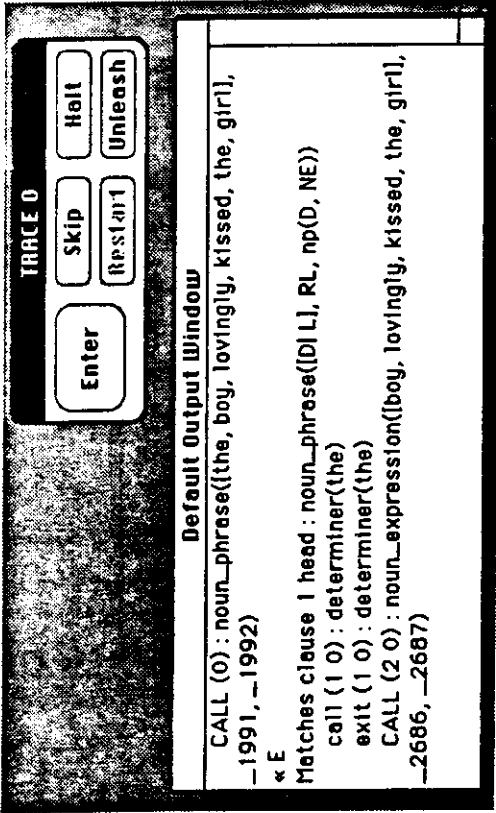 TRACE 0
Enter
Skip
Halt
Restart
Unleash
Default Output Window
CALL (0) : noun_phrase([the, boy, lovingly, kissed, the, girl],
_1991, _1992)
« E
Matches clause 1 head : noun_phrase([D| L], RL, np(D, NE))
call (1 0) : determiner(the)
exit (1 0) : determiner(the)
CALL (2 0) : noun_expression([boy, lovingly, kissed, the, girl],
_2686, _2687)